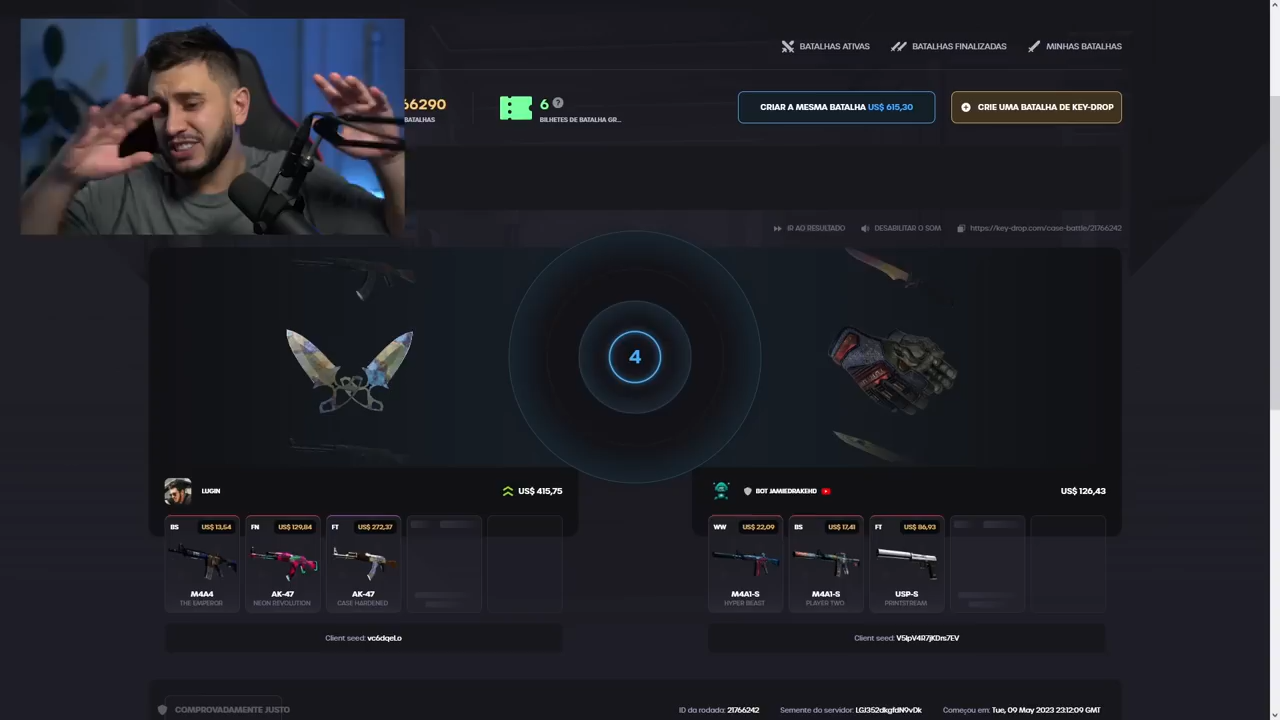 BATALHAS ATIVAS
BATALHAS FINALIZADAS
MINHAS BATALHAS
66290
BATALHAS
6 ?
BILHETES DE BATALHA GR...
CRIAR A MESMA BATALHA US$ 615,30
CRIE UMA BATALHA DE KEY-DROP
IR AO RESULTADO
DESABILITAR O SOM
https://key-drop.com/case-battle/21766242
4
LUGIN
US$ 415,75
BOT JAMIEDRAKEHD
US$ 126,43
BS US$ 13,54
M4A4
THE EMPEROR
FN US$ 129,84
AK-47
NEON REVOLUTION
FT US$ 272,37
AK-47
CASE HARDENED
WW US$ 22,09
M4A1-S
HYPER BEAST
BS US$ 17,41
M4A1-S
PLAYER TWO
FT US$ 86,93
USP-S
PRINTSTREAM
Client seed: vc6dqeLo
Client seed: V5IpV4R7jKDrs7EV
COMPROVADAMENTE JUSTO
ID da rodada: 21766242
Semente do servidor: LGJ352dkgfdN9vDk
Começou em: Tue, 09 May 2023 23:12:09 GMT